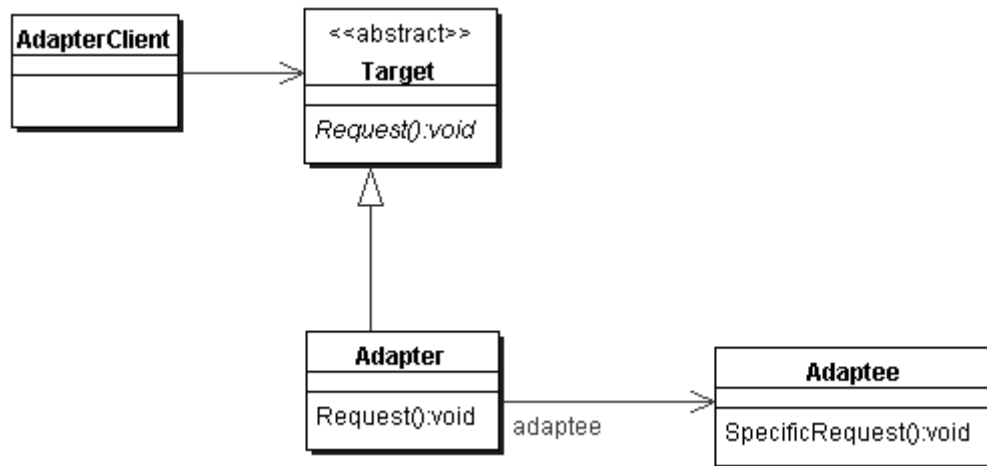 AdapterClient
<<abstract>>
Target
Request():void
Adapter
Request():void
adaptee
Adaptee
SpecificRequest():void